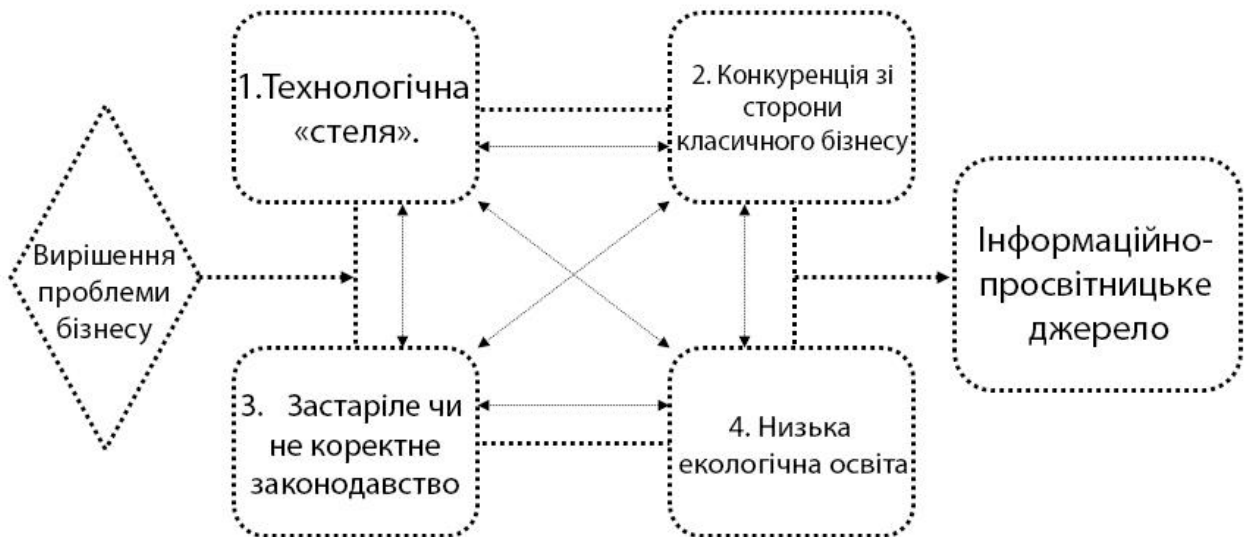 Вирішення
проблеми
бізнесу
1.Технологічна
«стеля».
2. Конкуренція зі
сторони
класичного бізнесу
3. Застаріле чи
не коректне
законодавство
4. Низька
екологічна освіта
Інформаційно-
просвітницьке
джерело